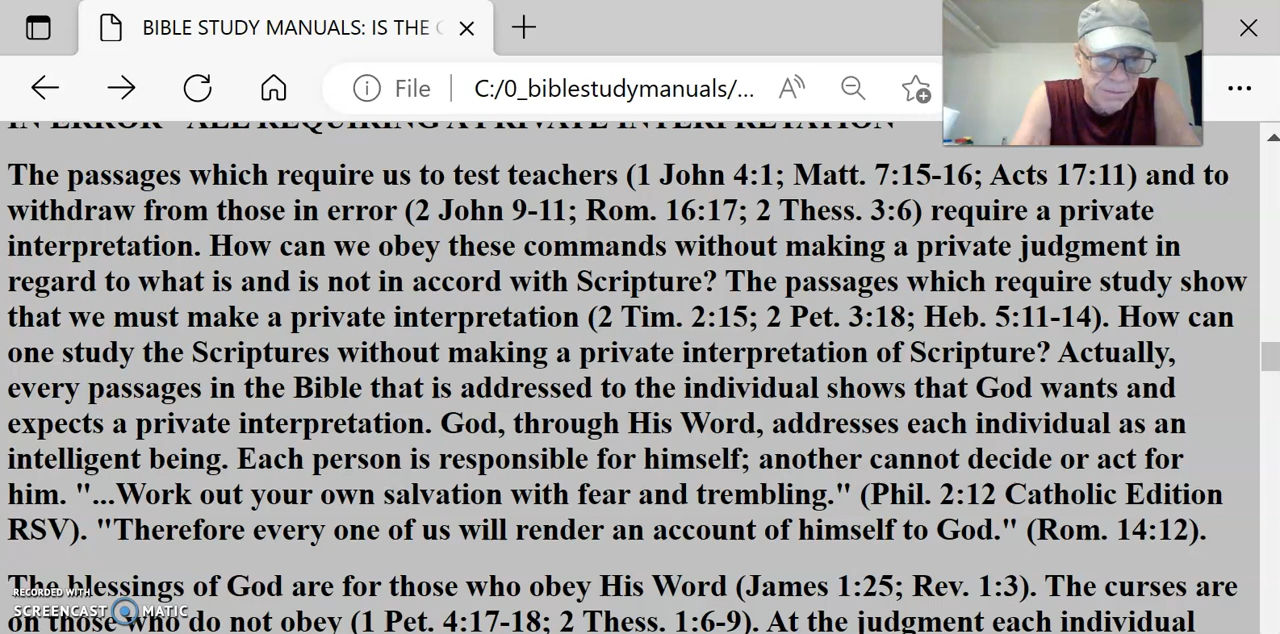 BIBLE STUDY MANUALS: IS THE
File
C:/0_biblestudymanuals/...
IN ERROR - ALL REQUIRING A PRIVATE INTERPRETATION
The passages which require us to test teachers (1 John 4:1; Matt. 7:15-16; Acts 17:11) and to
withdraw from those in error (2 John 9-11; Rom. 16:17; 2 Thess. 3:6) require a private
interpretation. How can we obey these commands without making a private judgment in
regard to what is and is not in accord with Scripture? The passages which require study show
that we must make a private interpretation (2 Tim. 2:15; 2 Pet. 3:18; Heb. 5:11-14). How can
one study the Scriptures without making a private interpretation of Scripture? Actually,
every passages in the Bible that is addressed to the individual shows that God wants and
expects a private interpretation. God, through His Word, addresses each individual as an
intelligent being. Each person is responsible for himself; another cannot decide or act for
him. "...Work out your own salvation with fear and trembling." (Phil. 2:12 Catholic Edition
RSV). "Therefore every one of us will render an account of himself to God." (Rom. 14:12).
The blessings of God are for those who obey His Word (James 1:25; Rev. 1:3). The curses are
on those who do not obey (1 Pet. 4:17-18; 2 Thess. 1:6-9). At the judgment each individual
RECORDED WITH
SCREENCAST MATIC